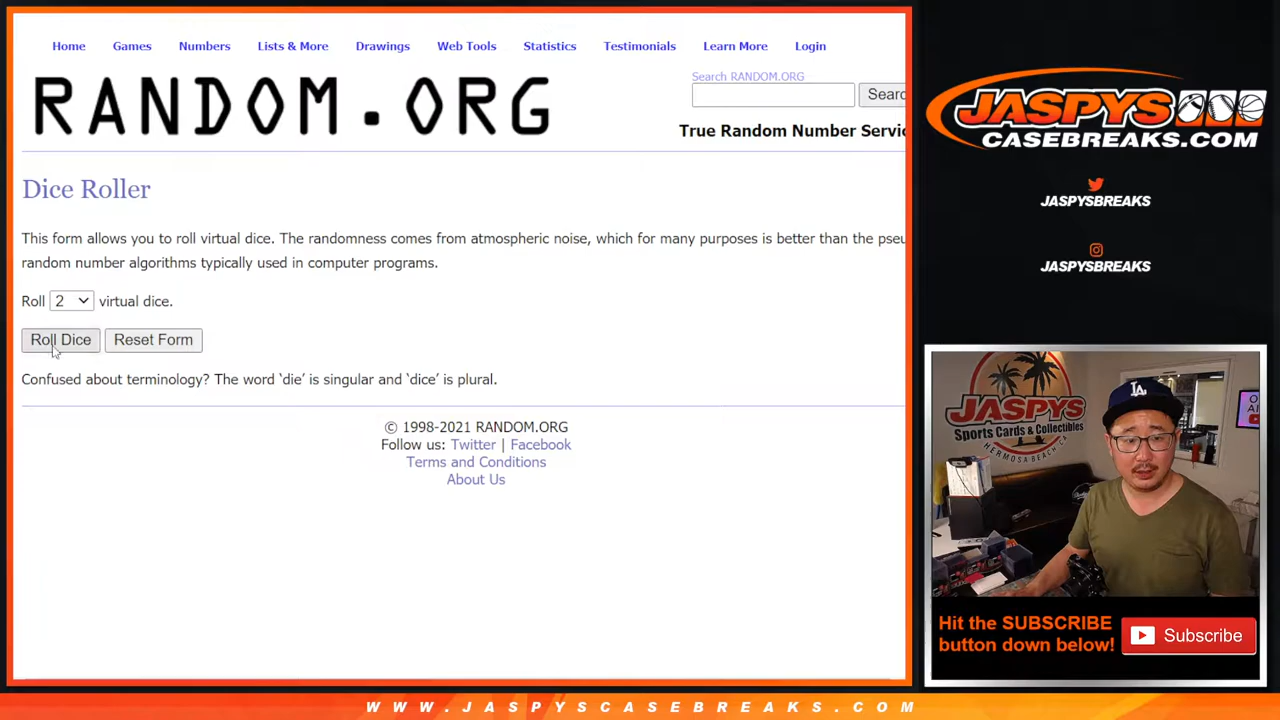 Home Games Numbers Lists & More Drawings Web Tools Statistics Testimonials Learn More Login
RANDOM.ORG
Search RANDOM.ORG
Searc
True Random Number Servic
Dice Roller
This form allows you to roll virtual dice. The randomness comes from atmospheric noise, which for many purposes is better than the pseu
random number algorithms typically used in computer programs.
Roll 2 virtual dice.
Roll Dice Reset Form
Confused about terminology? The word ‘die’ is singular and ‘dice’ is plural.
© 1998-2021 RANDOM.ORG
Follow us: Twitter | Facebook
Terms and Conditions
About Us
JASPYS
CASEBREAKS.COM
JASPYSBREAKS
JASPYSBREAKS
JASPYS
Sports Cards & Collectibles
HERMOSA BEACH, CA
LA
Hit the SUBSCRIBE
button down below!
Subscribe
WWW.JASPYSCASEBREAKS.COM